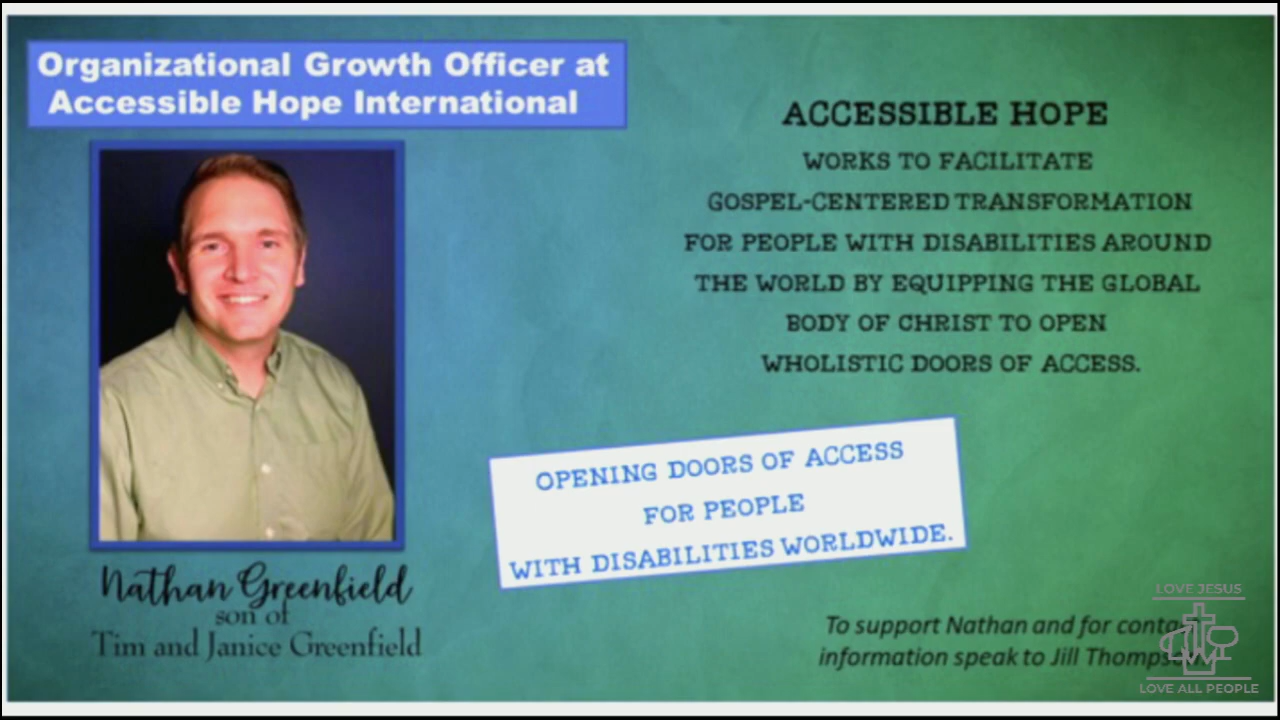 Organizational Growth Officer at
Accessible Hope International
ACCESSIBLE HOPE
WORKS TO FACILITATE
GOSPEL-CENTERED TRANSFORMATION
FOR PEOPLE WITH DISABILITIES AROUND
THE WORLD BY EQUIPPING THE GLOBAL
BODY OF CHRIST TO OPEN
WHOLISTIC DOORS OF ACCESS.
OPENING DOORS OF ACCESS
FOR PEOPLE
WITH DISABILITIES WORLDWIDE.
Nathan Greenfield
son of
Tim and Janice Greenfield
To support Nathan and for contact
information speak to Jill Thompson.
LOVE JESUS
LOVE ALL PEOPLE